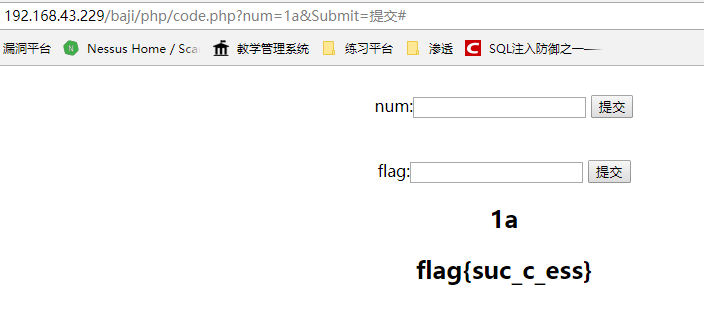 192.168.43.229/baji/php/code.php?num=1a&Submit=提交#
漏洞平台 N Nessus Home / Scan 教学管理系统 练习平台 渗透 C SQL注入防御之一——
num: 提交
flag: 提交
1a
flag{suc_c_ess}